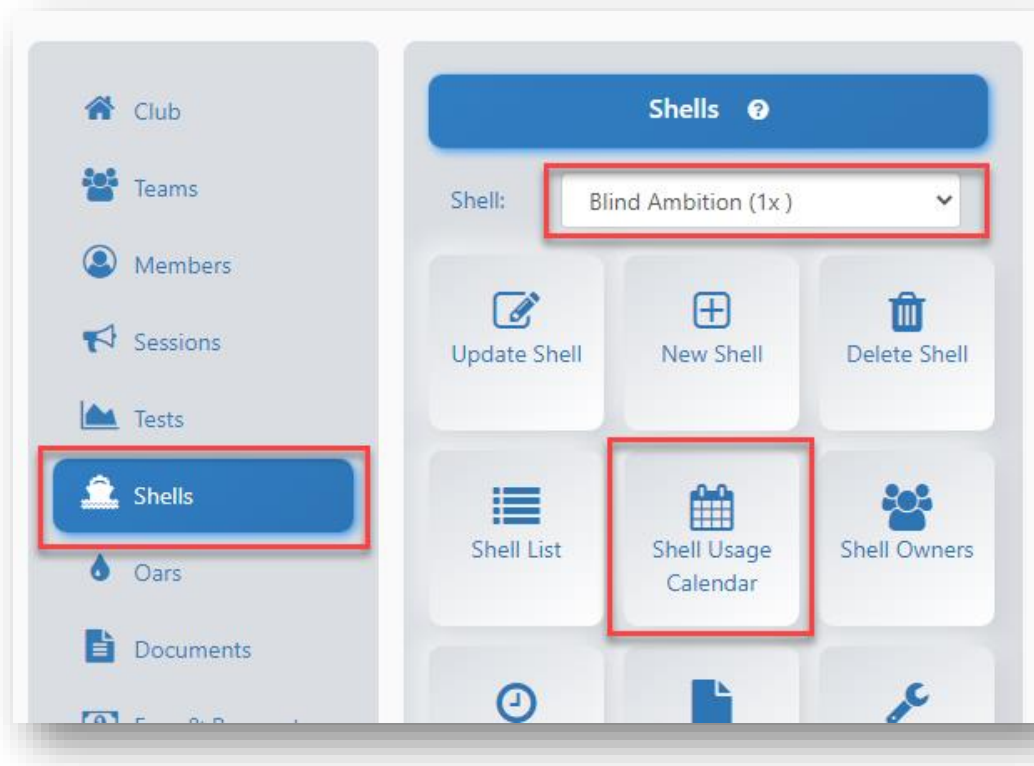 Club
Teams
Members
Sessions
Tests
Shells
Oars
Documents
Shells
Shell:
Blind Ambition (1x )
Update Shell
New Shell
Delete Shell
Shell List
Shell Usage
Calendar
Shell Owners